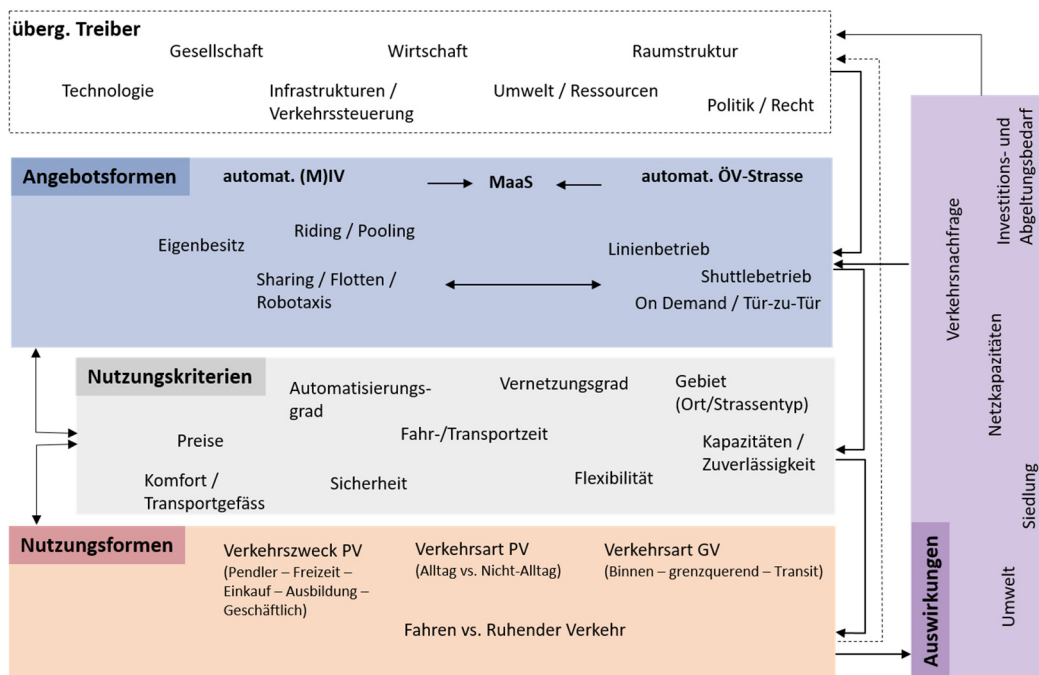 überg. Treiber
Gesellschaft
Wirtschaft
Raumstruktur
Technologie
Infrastrukturen /
Verkehrssteuerung
Umwelt / Ressourcen
Politik / Recht
Angebotsformen
automat. (M)IV
MaaS
automat. ÖV-Strasse
Riding / Pooling
Eigenbesitz
Linienbetrieb
Sharing / Flotten /
Robotaxis
Shuttlebetrieb
On Demand / Tür-zu-Tür
Nutzungskriterien
Automatisierungs-
grad
Vernetzungsgrad
Gebiet
(Ort/Strassentyp)
Preise
Fahr-/Transportzeit
Kapazitäten /
Zuverlässigkeit
Komfort /
Transportgefäss
Sicherheit
Flexibilität
Nutzungsformen
Verkehrszweck PV
(Pendler – Freizeit –
Einkauf – Ausbildung –
Geschäftlich)
Verkehrsart PV
(Alltag vs. Nicht-Alltag)
Verkehrsart GV
(Binnen – grenzquerend – Transit)
Fahren vs. Ruhender Verkehr
Auswirkungen
Verkehrsnachfrage
Investitions- und
Abgeltungsbedarf
Netzkapazitäten
Siedlung
Umwelt